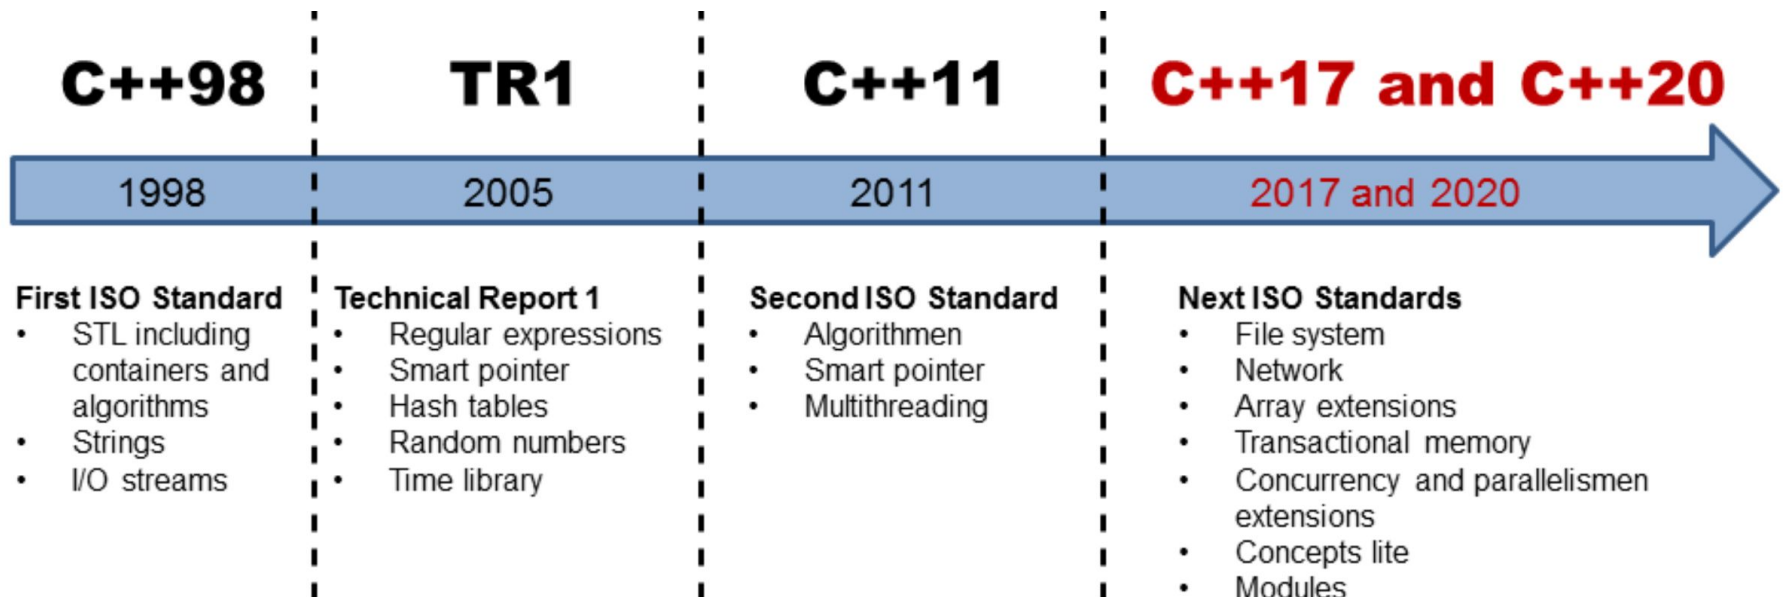 C++98
TR1
C++11
C++17 and C++20
1998
2005
2011
2017 and 2020
First ISO Standard
• STL including
containers and
algorithms
• Strings
• I/O streams
Technical Report 1
• Regular expressions
• Smart pointer
• Hash tables
• Random numbers
• Time library
Second ISO Standard
• Algorithmen
• Smart pointer
• Multithreading
Next ISO Standards
• File system
• Network
• Array extensions
• Transactional memory
• Concurrency and parallelismen
extensions
• Concepts lite
• Modules